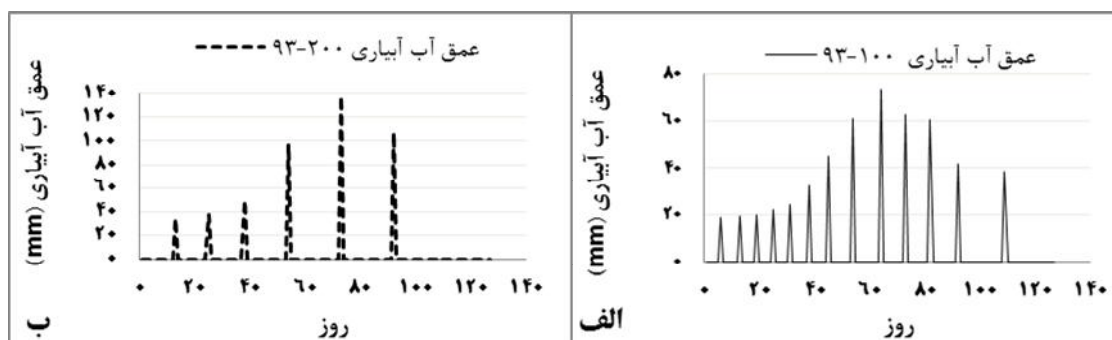 عمق آب آبیاری ۱۰۰-۹۳
عمق آب آبیاری (mm)
۸۰
۶۰
۴۰
۲۰
۰
۰ ۲۰ ۴۰ ۶۰ ۸۰ ۱۰۰ ۱۲۰ ۱۴۰
روز
الف
عمق آب آبیاری ۲۰۰-۹۳
عمق آب آبیاری (mm)
۱۴۰
۱۲۰
۱۰۰
۸۰
۶۰
۴۰
۲۰
۰
۰ ۲۰ ۴۰ ۶۰ ۸۰ ۱۰۰ ۱۲۰ ۱۴۰
روز
ب